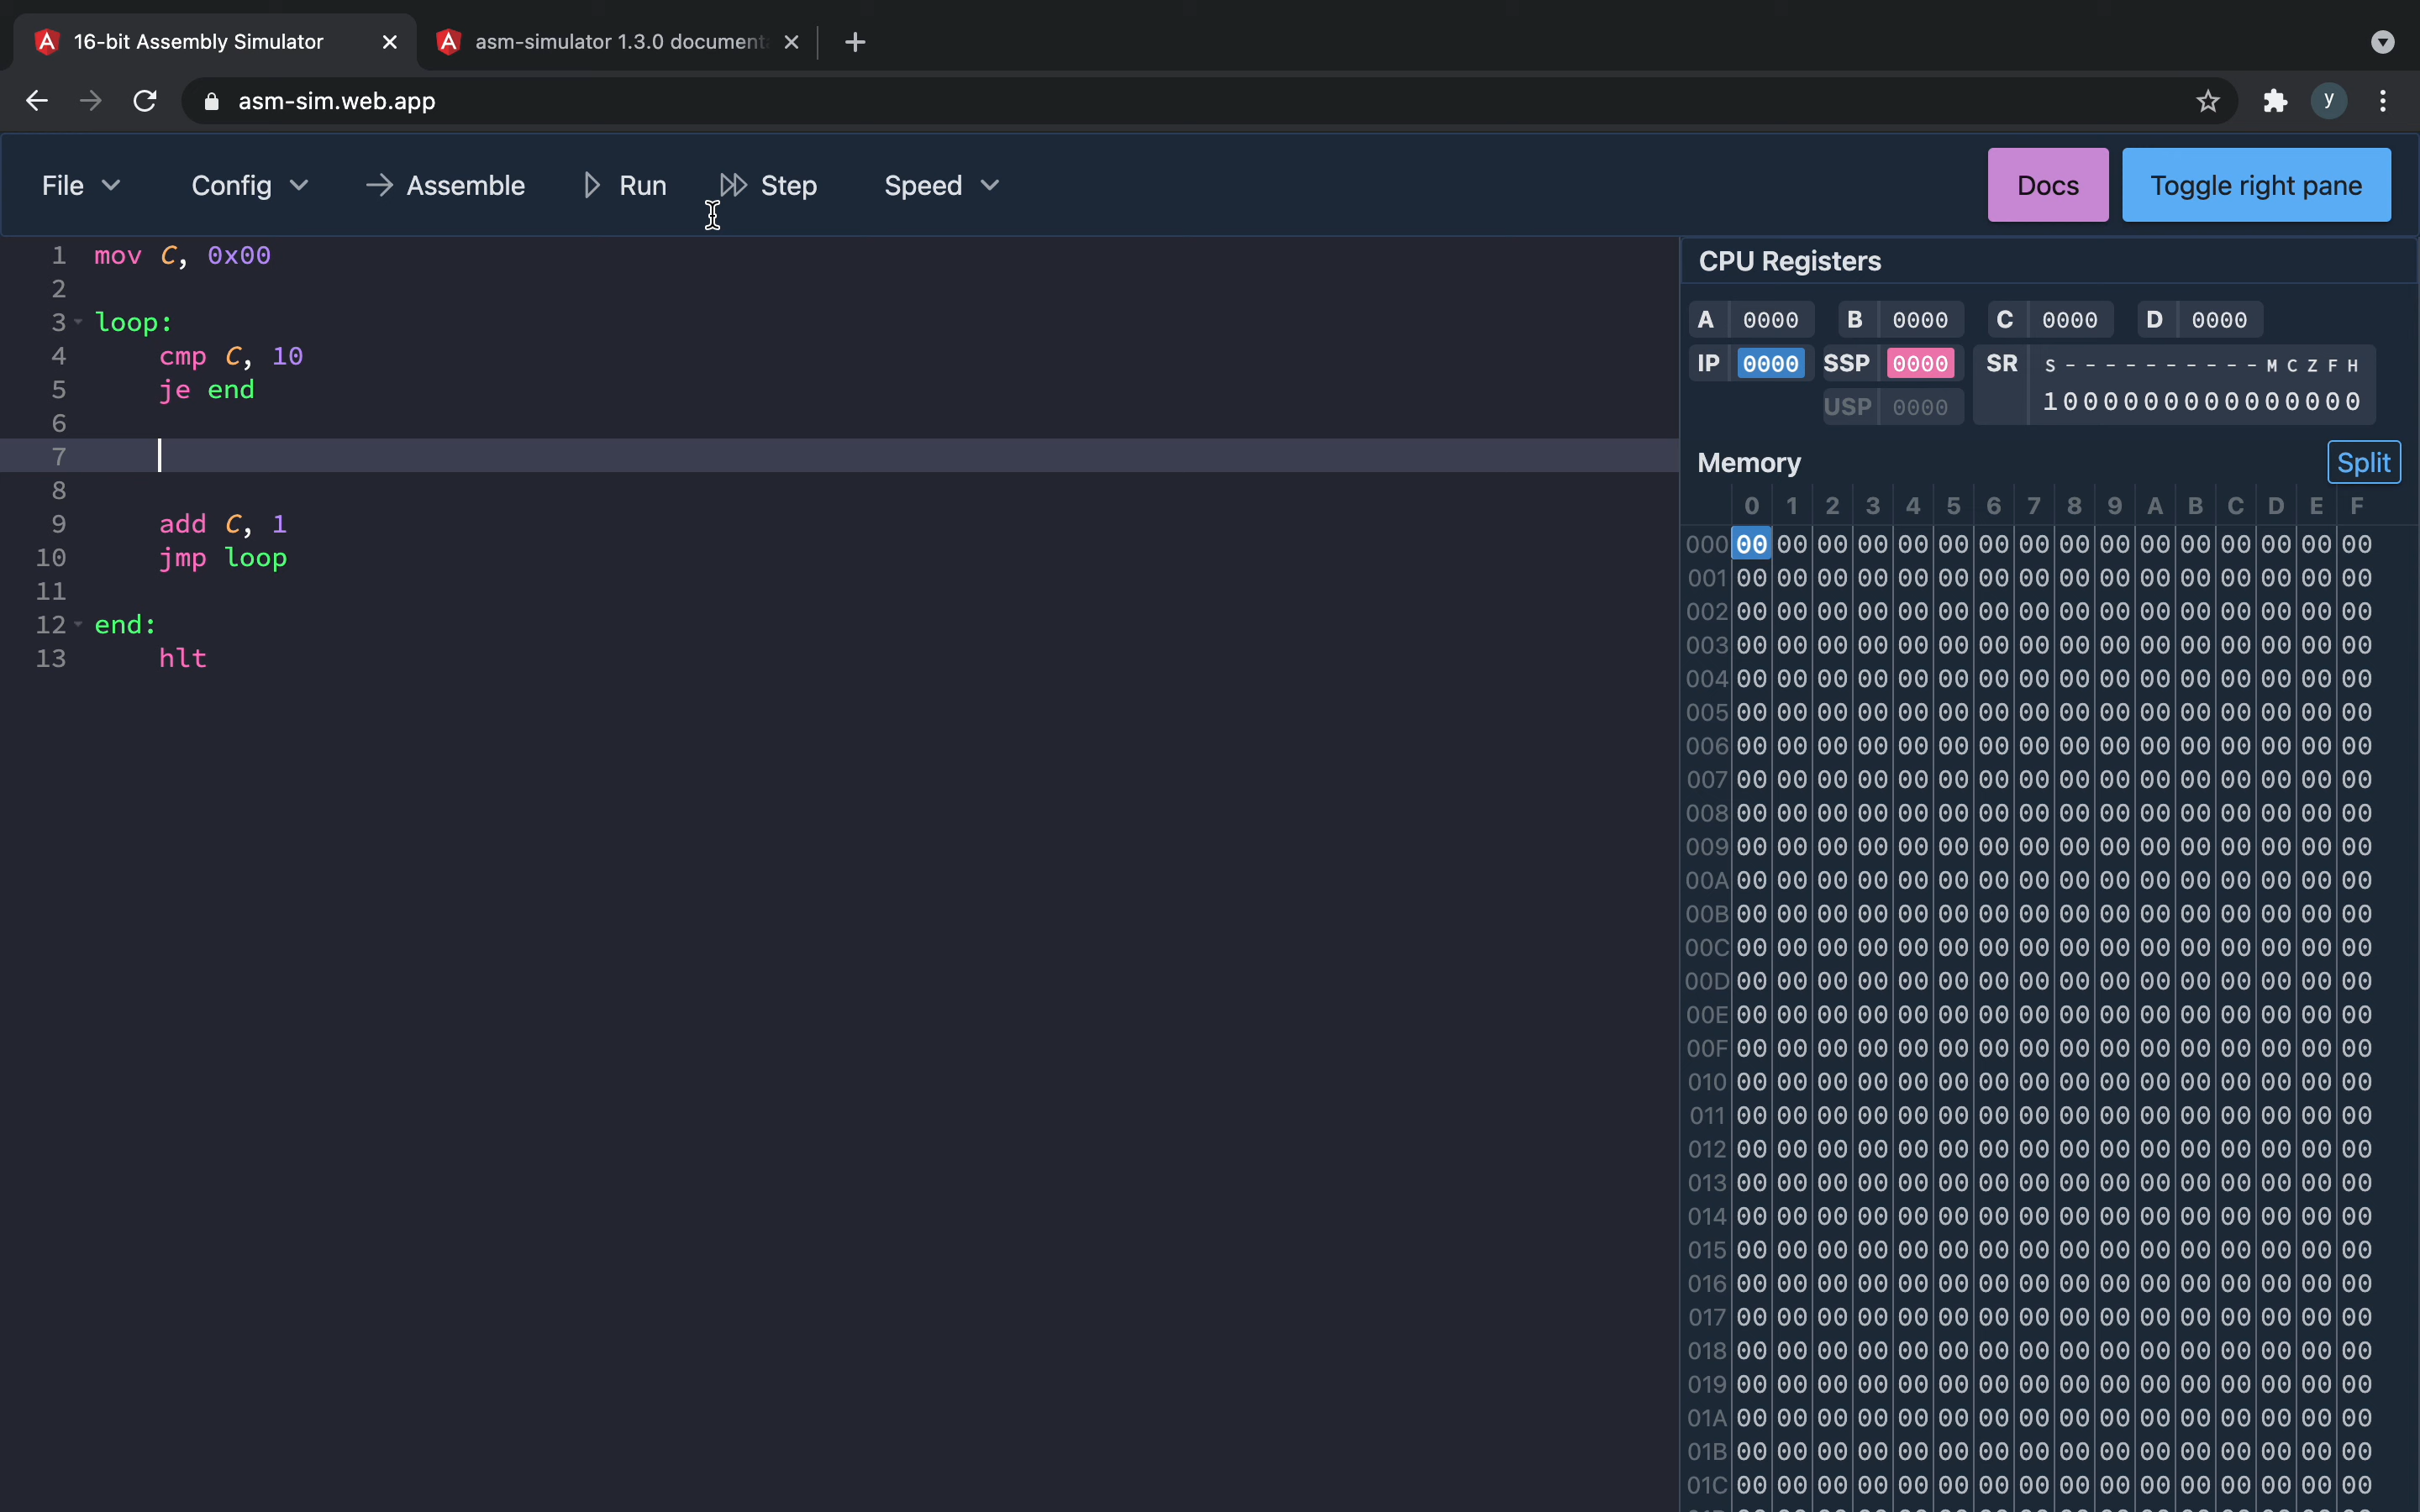 16-bit Assembly Simulator
asm-simulator 1.3.0 document
asm-sim.web.app
y
File Config Assemble Run Step Speed Docs Toggle right pane
1 mov C, 0x00
2
3 loop:
4 cmp C, 10
5 je end
6
7
8
9 add C, 1
10 jmp loop
11
12 end:
13 hlt
CPU Registers
A 0000 B 0000 C 0000 D 0000
IP 0000 SSP 0000 SR S - - - - - - - - - - M C Z F H
USP 0000 1000000000000000
Memory Split
0 1 2 3 4 5 6 7 8 9 A B C D E F
000 00 00 00 00 00 00 00 00 00 00 00 00 00 00 00 00
001 00 00 00 00 00 00 00 00 00 00 00 00 00 00 00 00
002 00 00 00 00 00 00 00 00 00 00 00 00 00 00 00 00
003 00 00 00 00 00 00 00 00 00 00 00 00 00 00 00 00
004 00 00 00 00 00 00 00 00 00 00 00 00 00 00 00 00
005 00 00 00 00 00 00 00 00 00 00 00 00 00 00 00 00
006 00 00 00 00 00 00 00 00 00 00 00 00 00 00 00 00
007 00 00 00 00 00 00 00 00 00 00 00 00 00 00 00 00
008 00 00 00 00 00 00 00 00 00 00 00 00 00 00 00 00
009 00 00 00 00 00 00 00 00 00 00 00 00 00 00 00 00
00A 00 00 00 00 00 00 00 00 00 00 00 00 00 00 00 00
00B 00 00 00 00 00 00 00 00 00 00 00 00 00 00 00 00
00C 00 00 00 00 00 00 00 00 00 00 00 00 00 00 00 00
00D 00 00 00 00 00 00 00 00 00 00 00 00 00 00 00 00
00E 00 00 00 00 00 00 00 00 00 00 00 00 00 00 00 00
00F 00 00 00 00 00 00 00 00 00 00 00 00 00 00 00 00
010 00 00 00 00 00 00 00 00 00 00 00 00 00 00 00 00
011 00 00 00 00 00 00 00 00 00 00 00 00 00 00 00 00
012 00 00 00 00 00 00 00 00 00 00 00 00 00 00 00 00
013 00 00 00 00 00 00 00 00 00 00 00 00 00 00 00 00
014 00 00 00 00 00 00 00 00 00 00 00 00 00 00 00 00
015 00 00 00 00 00 00 00 00 00 00 00 00 00 00 00 00
016 00 00 00 00 00 00 00 00 00 00 00 00 00 00 00 00
017 00 00 00 00 00 00 00 00 00 00 00 00 00 00 00 00
018 00 00 00 00 00 00 00 00 00 00 00 00 00 00 00 00
019 00 00 00 00 00 00 00 00 00 00 00 00 00 00 00 00
01A 00 00 00 00 00 00 00 00 00 00 00 00 00 00 00 00
01B 00 00 00 00 00 00 00 00 00 00 00 00 00 00 00 00
01C 00 00 00 00 00 00 00 00 00 00 00 00 00 00 00 00